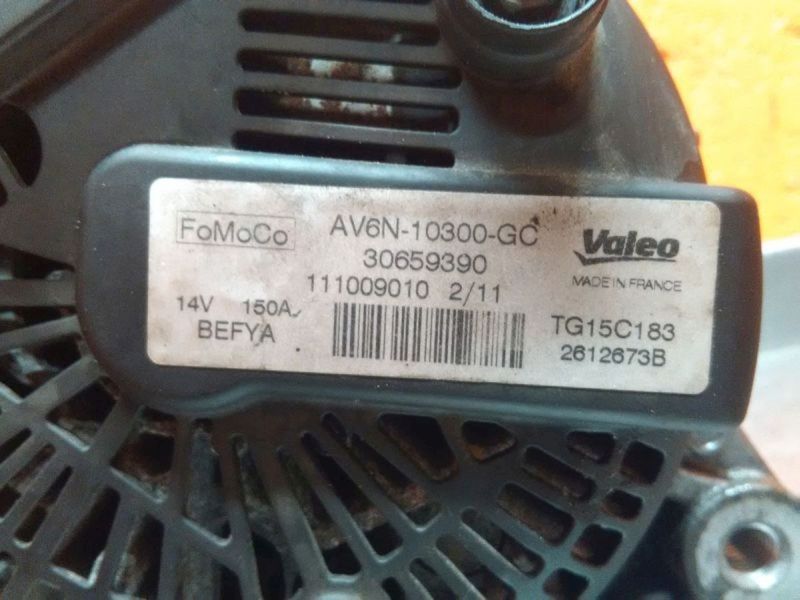 FoMoCo
AV6N-10300-GC
30659390
111009010 2/11
14V 150A
BEFYA
Valeo
MADE IN FRANCE
TG15C183
2612673B